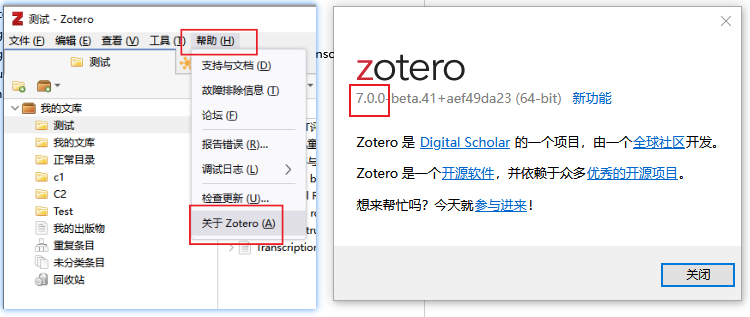 测试 - Zotero
文件 (F) 编辑 (E) 查看 (V) 工具 (T) 帮助 (H)
测试
我的文库
测试
我的文库
正常目录
c1
C2
Test
我的出版物
重复条目
未分类条目
回收站
支持与文档 (D)
故障排除信息 (T)
论坛 (F)
报告错误 (R)...
调试日志 (L)
检查更新 (U)...
关于 Zotero (A)
Transcription
zotero
7.0.0-beta.41+aef49da23 (64-bit) 新功能
Zotero 是 Digital Scholar 的一个项目，由一个全球社区开发。
Zotero 是一个开源软件，并依赖于众多优秀的开源项目。
想来帮忙吗？今天就参与进来！
关闭